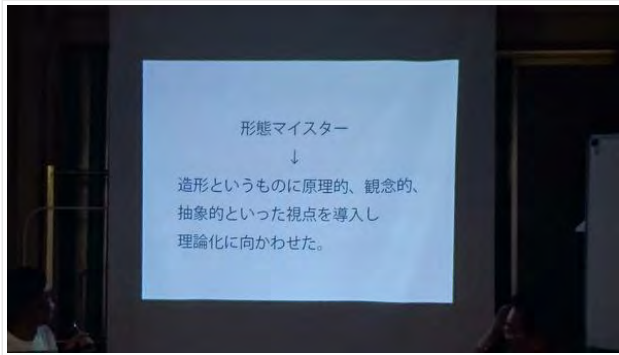 形態マイスター
↓
造形というものに原理的、観念的、
抽象的といった視点を導入し
理論化に向かわせた。